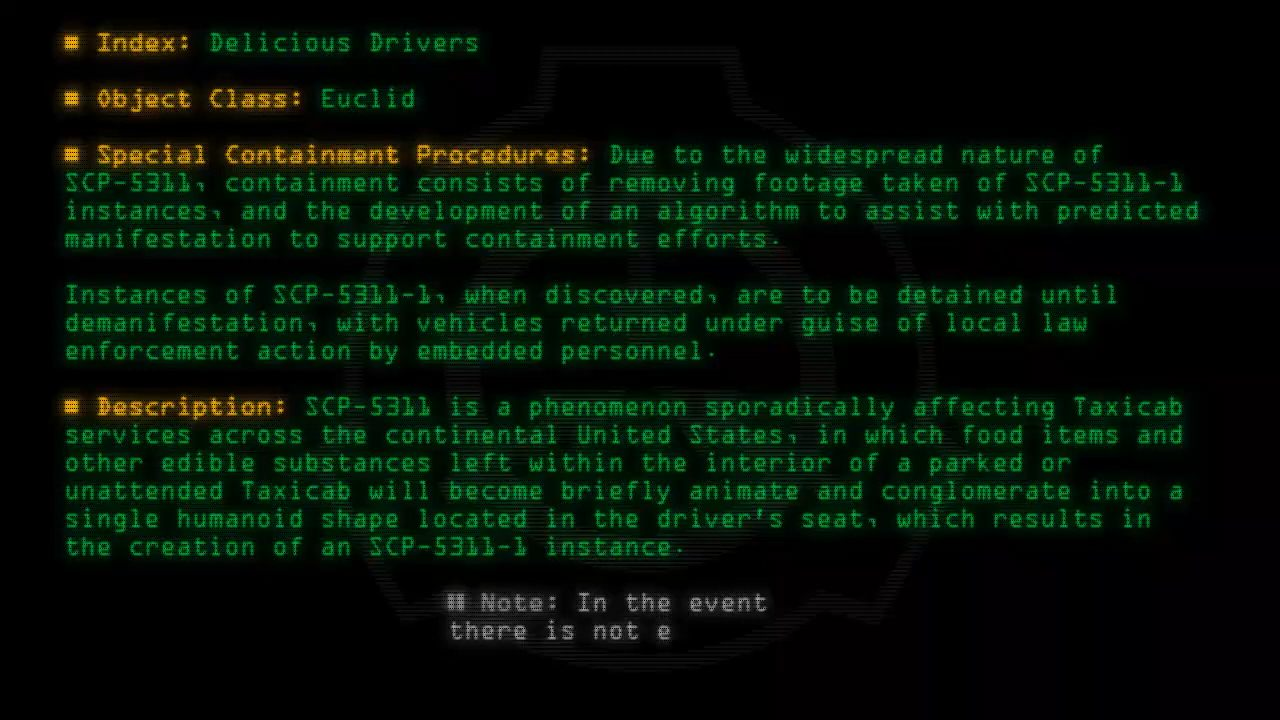 ■ Index: Delicious Drivers
■ Object Class: Euclid
■ Special Containment Procedures: Due to the widespread nature of
SCP-5311, containment consists of removing footage taken of SCP-5311-1
instances, and the development of an algorithm to assist with predicted
manifestation to support containment efforts.
Instances of SCP-5311-1, when discovered, are to be detained until
demanifestation, with vehicles returned under guise of local law
enforcement action by embedded personnel.
■ Description: SCP-5311 is a phenomenon sporadically affecting Taxicab
services across the continental United States, in which food items and
other edible substances left within the interior of a parked or
unattended Taxicab will become briefly animate and conglomerate into a
single humanoid shape located in the driver's seat, which results in
the creation of an SCP-5311-1 instance.
■ Note: In the event
there is not e